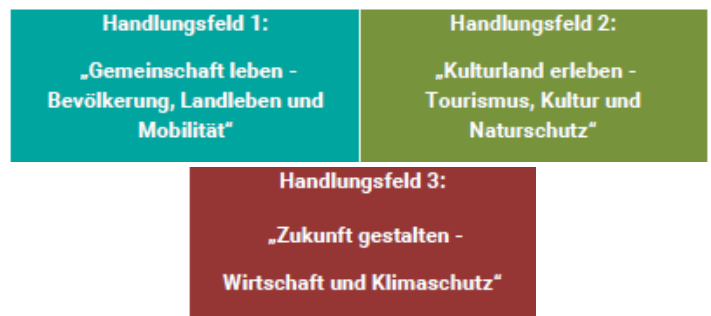 Handlungsfeld 1:
„Gemeinschaft leben -
Bevölkerung, Landleben und
Mobilität“
Handlungsfeld 2:
„Kulturland erleben -
Tourismus, Kultur und
Naturschutz“
Handlungsfeld 3:
„Zukunft gestalten -
Wirtschaft und Klimaschutz“